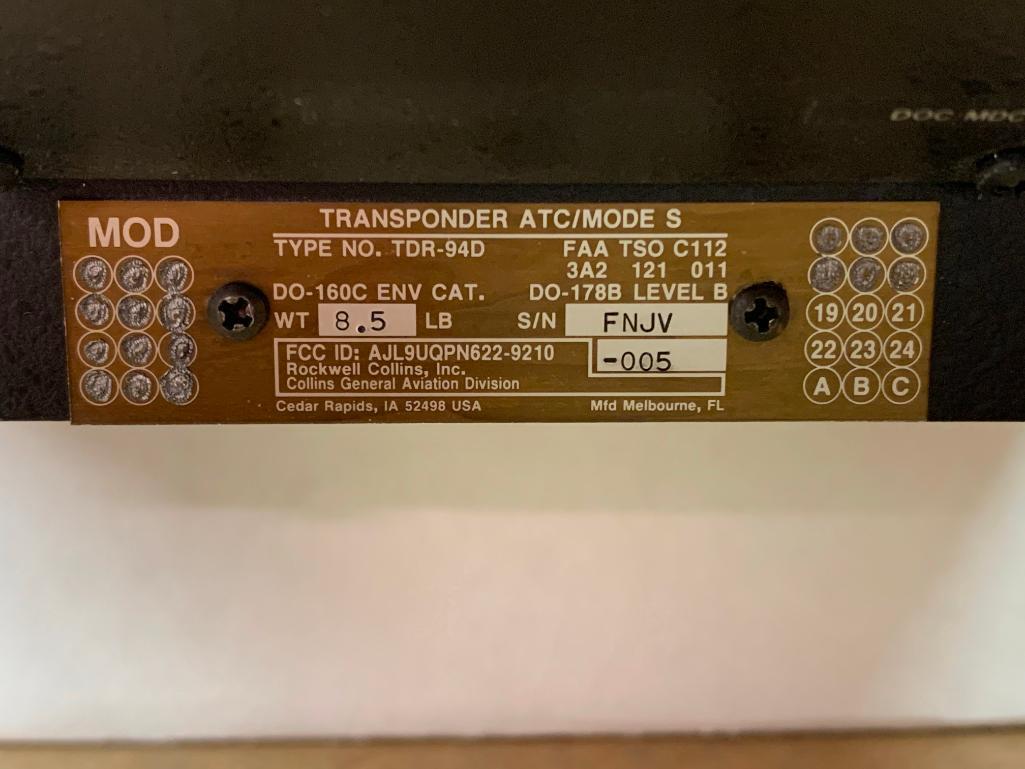 DOC MDC
MOD
TRANSPONDER ATC/MODE S
TYPE NO. TDR-94D FAA TSO C112
3A2 121 011
DO-160C ENV CAT. DO-178B LEVEL B
WT 8.5 LB S/N FNJV
FCC ID: AJL9UQPN622-9210 -005
Rockwell Collins, Inc.
Collins General Aviation Division
Cedar Rapids, IA 52498 USA Mfd Melbourne, FL
19 20 21
22 23 24
A B C